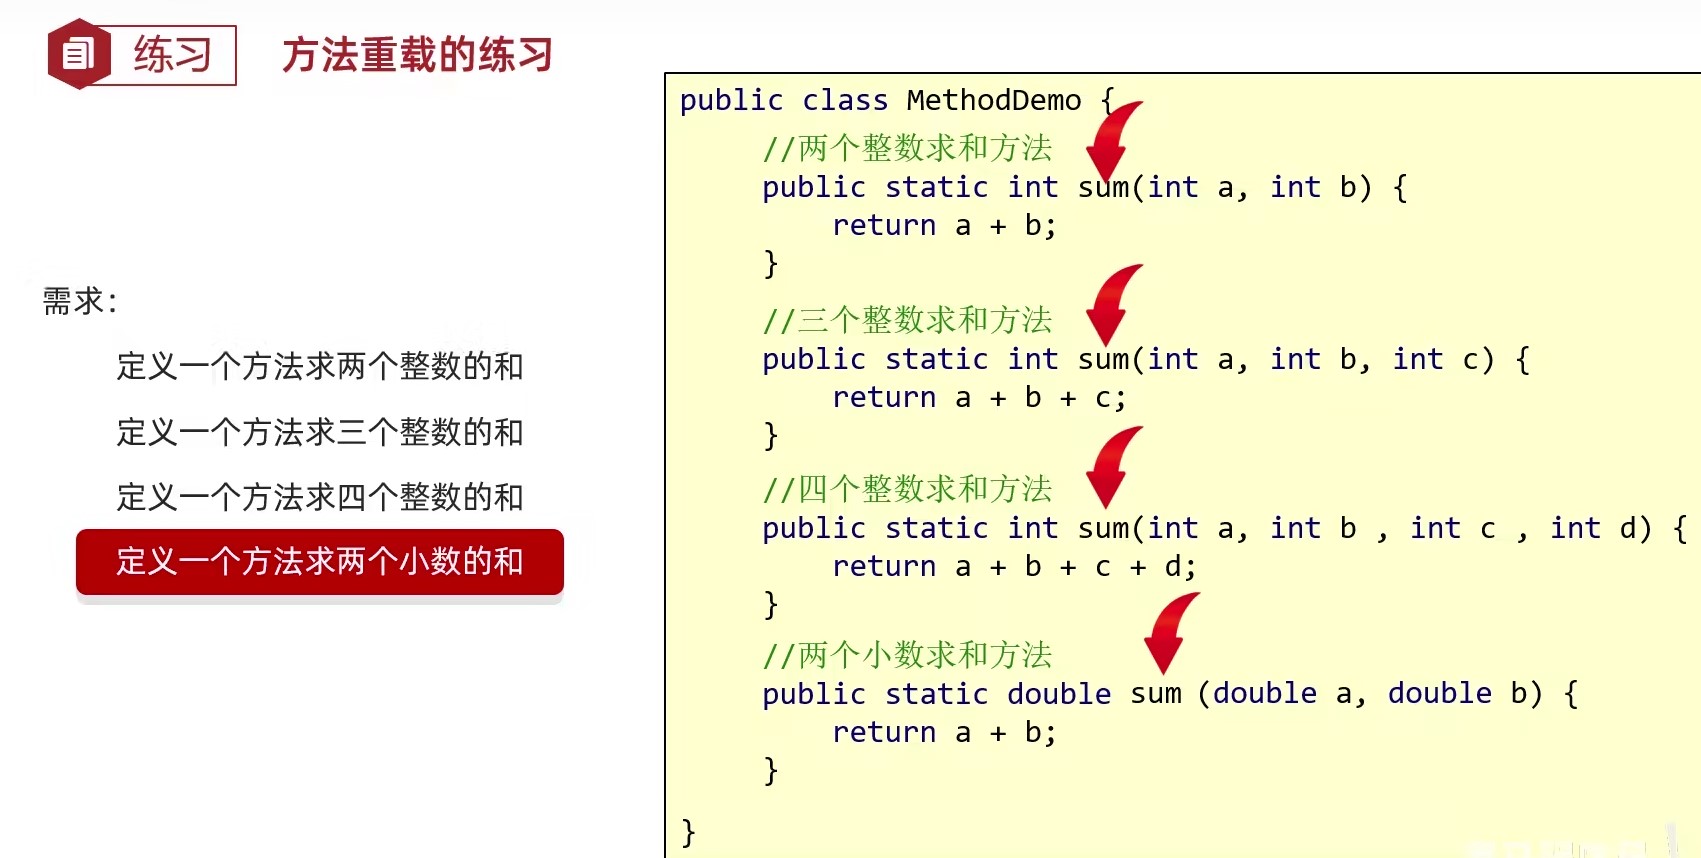 练习
方法重载的练习
需求：
定义一个方法求两个整数的和
定义一个方法求三个整数的和
定义一个方法求四个整数的和
定义一个方法求两个小数的和
public class MethodDemo {
//两个整数求和方法
public static int sum(int a, int b) {
return a + b;
}
//三个整数求和方法
public static int sum(int a, int b, int c) {
return a + b + c;
}
//四个整数求和方法
public static int sum(int a, int b , int c , int d) {
return a + b + c + d;
}
//两个小数求和方法
public static double sum (double a, double b) {
return a + b;
}
}